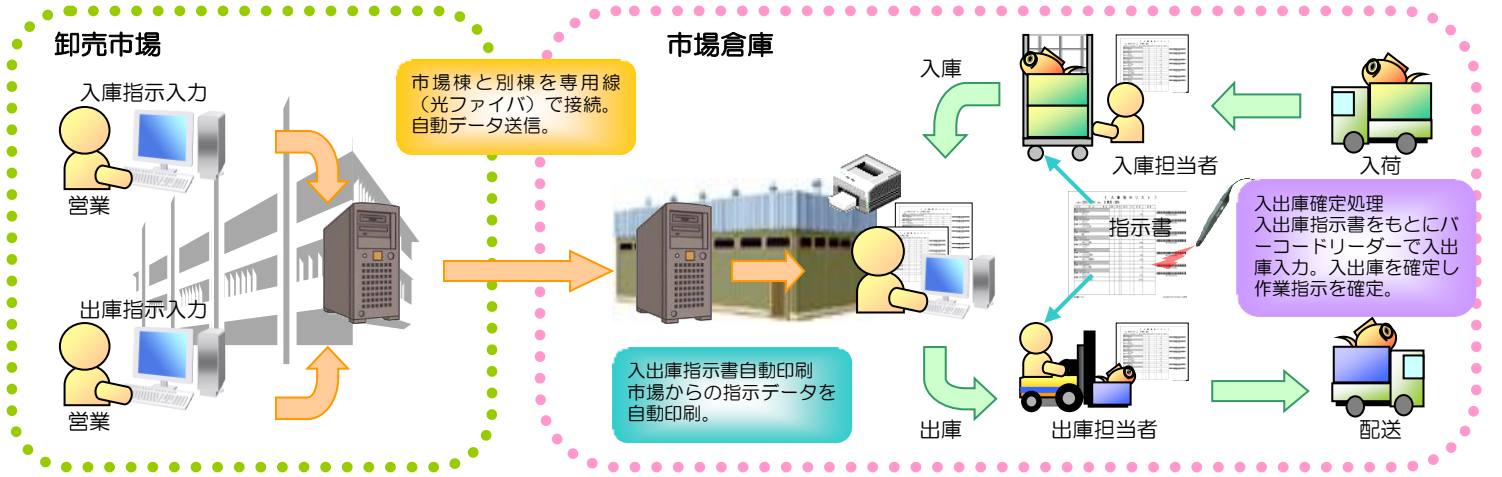 卸売市場
入庫指示入力
営業
出庫指示入力
営業
市場棟と別棟を専用線
（光ファイバ）で接続。
自動データ送信。
市場倉庫
入庫
入庫担当者
入荷
指示書
入出庫確定処理
入出庫指示書をもとにバ
ーコードリーダーで入出
庫入力。入出庫を確定し
作業指示を確定。
入出庫指示書自動印刷
市場からの指示データを
自動印刷。
出庫
出庫担当者
配送